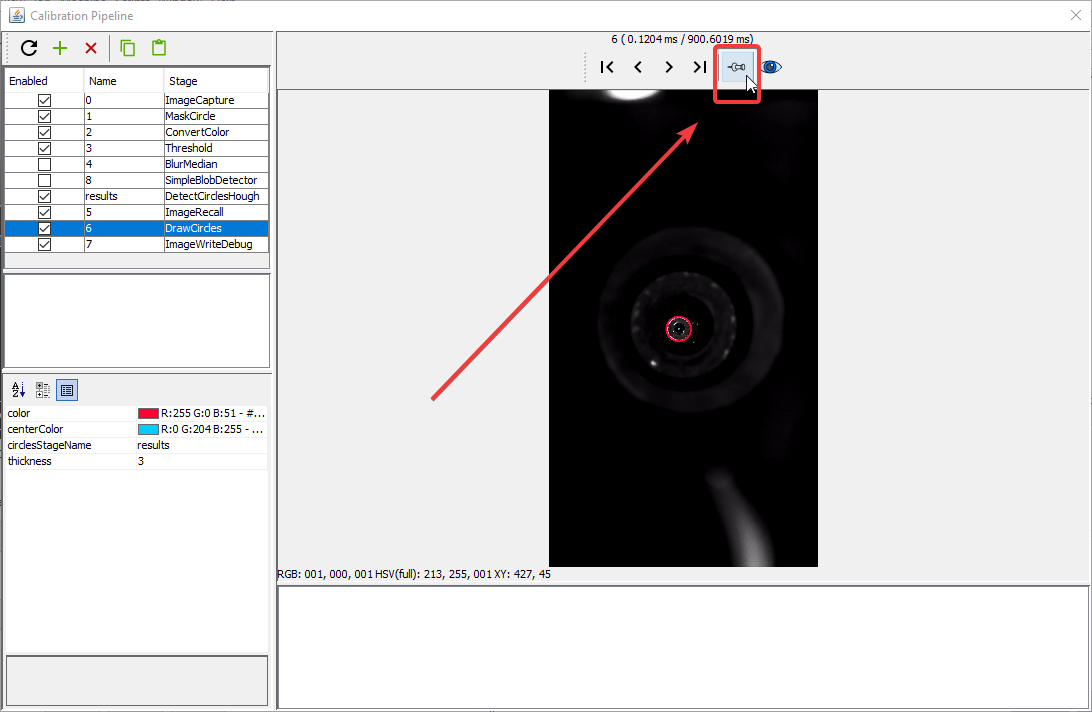 Calibration Pipeline
6 ( 0.1204 ms / 900.6019 ms)
Enabled Name Stage
0 ImageCapture
1 MaskCircle
2 ConvertColor
3 Threshold
4 BlurMedian
8 SimpleBlobDetector
results DetectCirclesHough
5 ImageRecall
6 DrawCircles
7 ImageWriteDebug
color R:255 G:0 B:51 - #...
centerColor R:0 G:204 B:255 - ...
circlesStageName results
thickness 3
RGB: 001, 000, 001 HSV(full): 213, 255, 001 XY: 427, 45